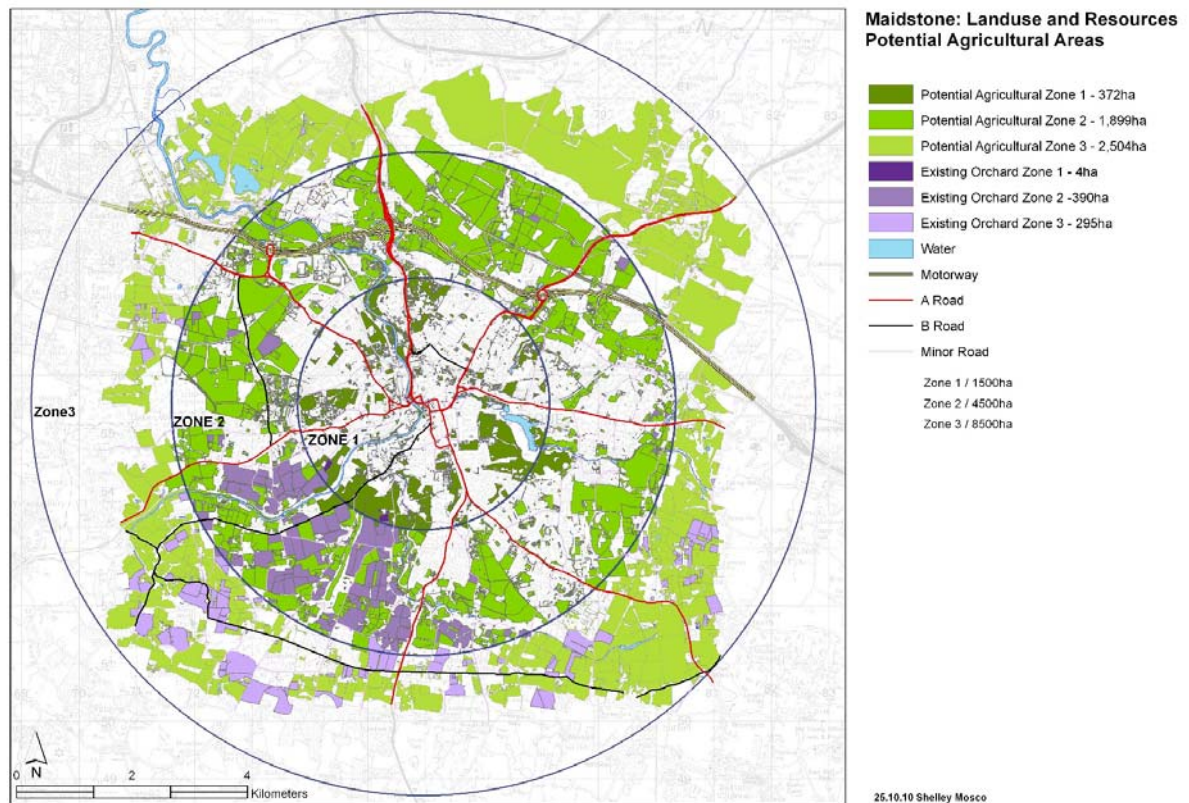 Maidstone: Landuse and Resources
Potential Agricultural Areas
Potential Agricultural Zone 1 - 372ha
Potential Agricultural Zone 2 - 1,899ha
Potential Agricultural Zone 3 - 2,504ha
Existing Orchard Zone 1 - 4ha
Existing Orchard Zone 2 -390ha
Existing Orchard Zone 3 - 295ha
Water
Motorway
A Road
B Road
Minor Road
Zone 1 / 1500ha
Zone 2 / 4500ha
Zone 3 / 8500ha
Zone3
ZONE 2
ZONE 1
N
0 2 4
Kilometers
25.10.10 Shelley Mosco